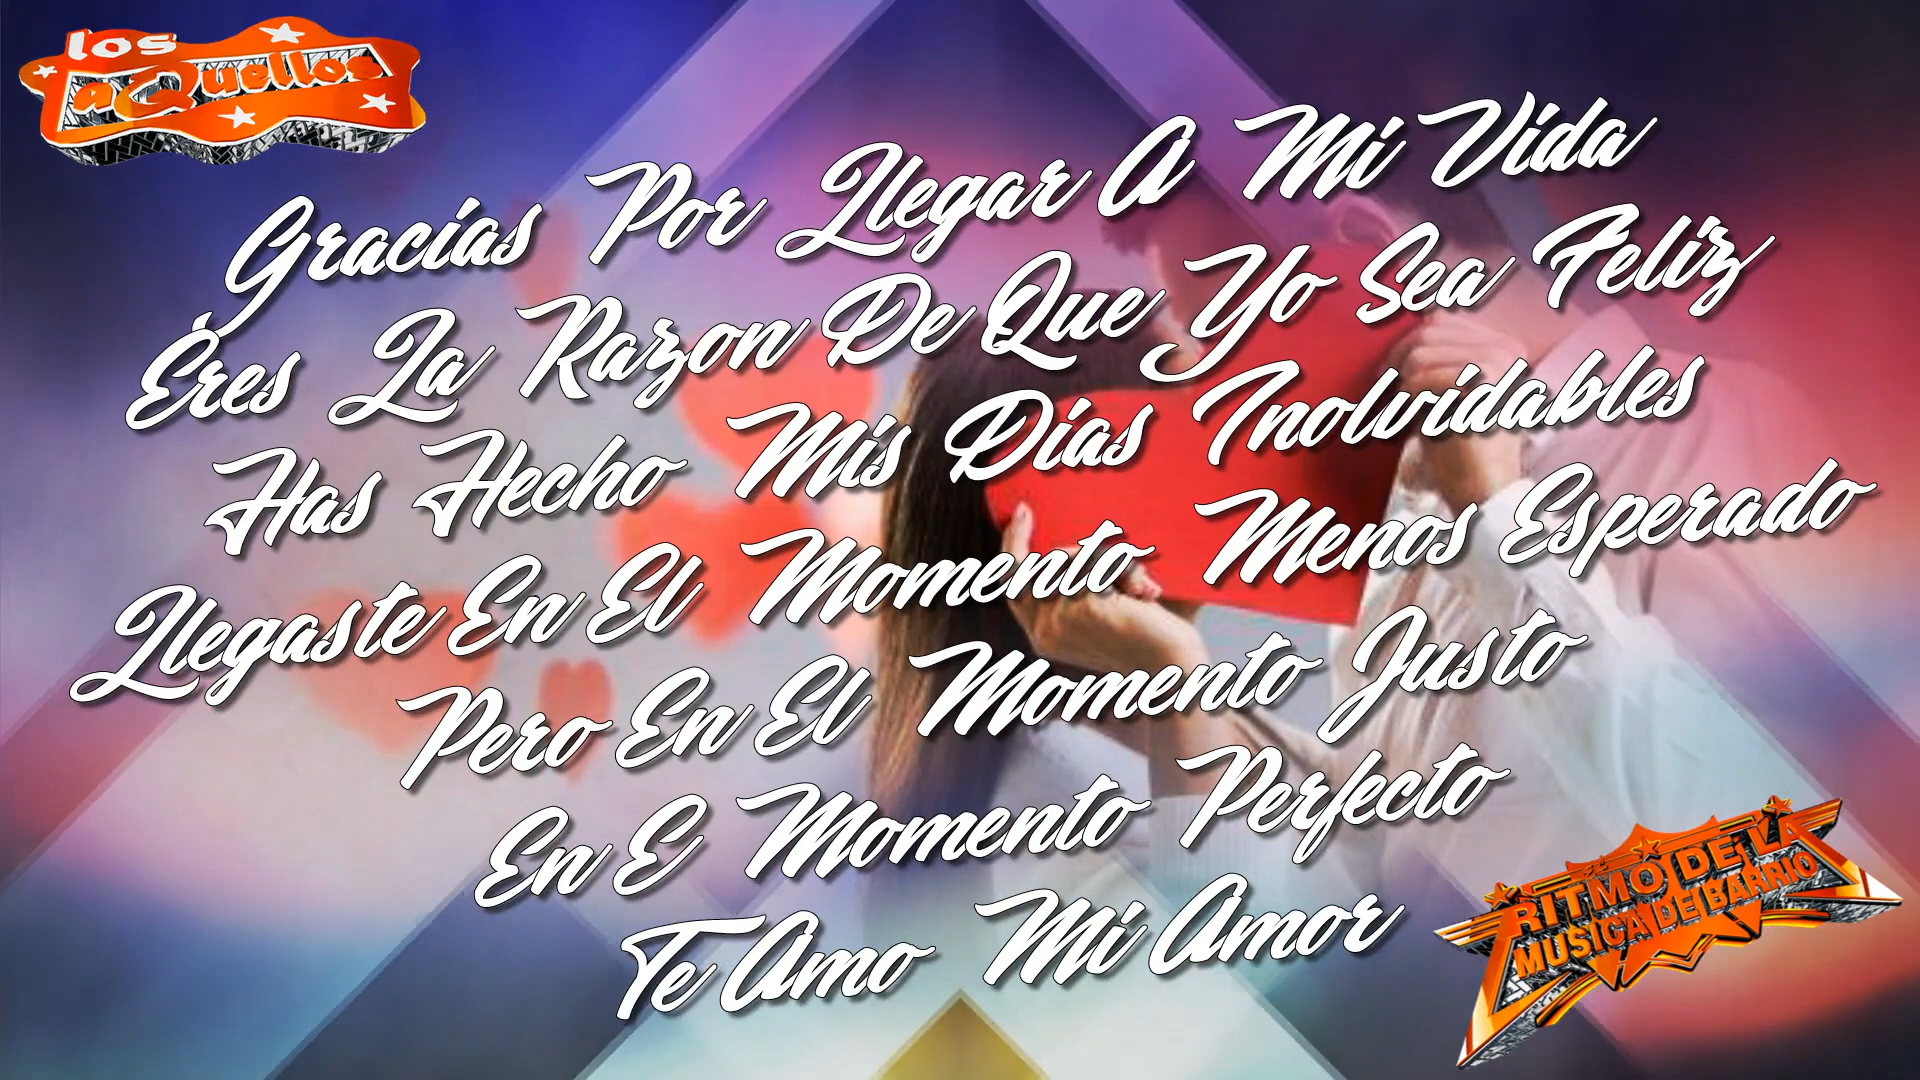 los
aQuellos
Gracias Por Llegar A Mi Vida
Eres La Razon De Que Yo Sea Feliz
Has Hecho Mis Dias Inolvidables
Llegaste En El Momento Menos Esperado
Pero En El Momento Justo
En E Momento Perfecto
Te Amo Mi Amor
RITMO DE LA
MUSICA DE BARRIO